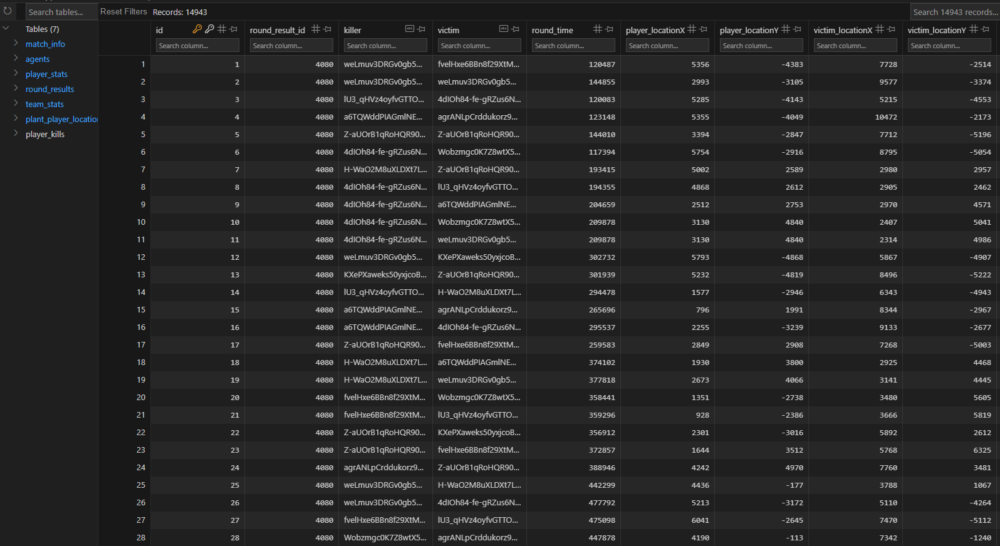 Search tables... Reset Filters Records: 14943 Search 14943 records...
Tables (7)
match_info
agents
player_stats
round_results
team_stats
plant_player_locatio
player_kills
id round_result_id killer victim round_time player_locationX player_locationY victim_locationX victim_locationY
Search column... Search column... Search column... Search column... Search column... Search column... Search column... Search column... Search column...
1 1 4080 weLmuv3DRGv0gb5... fvelHxe6BBn8f29XtM... 120487 5356 -4383 7728 -2514
2 2 4080 weLmuv3DRGv0gb5... weLmuv3DRGv0gb5... 144855 2993 -3105 9577 -3374
3 3 4080 lU3_qHVz4oyfvGTTO... 4dIOh84-fe-gRZus6N... 120083 5285 -4143 5215 -4553
4 4 4080 a6TQWddPIAGmlNE... agrANLpCrddukorz9... 123148 5355 -4049 10472 -2173
5 5 4080 Z-aUOrB1qRoHQR90... Z-aUOrB1qRoHQR90... 144010 3394 -2847 7712 -5196
6 6 4080 4dIOh84-fe-gRZus6N... Wobzmgc0K7Z8wtX5... 117394 5754 -2916 8795 -5054
7 7 4080 H-WaO2M8uXLDXt7L... Z-aUOrB1qRoHQR90... 193415 5002 2589 2980 2957
8 8 4080 4dIOh84-fe-gRZus6N... lU3_qHVz4oyfvGTTO... 194355 4868 2612 2905 2462
9 9 4080 4dIOh84-fe-gRZus6N... a6TQWddPIAGmlNE... 204659 2512 2753 2970 4571
10 10 4080 4dIOh84-fe-gRZus6N... Wobzmgc0K7Z8wtX5... 209878 3130 4840 2407 5041
11 11 4080 4dIOh84-fe-gRZus6N... weLmuv3DRGv0gb5... 209878 3130 4840 2314 4986
12 12 4080 weLmuv3DRGv0gb5... KXePXaweks50yxjcoB... 302732 5793 -4868 5867 -4907
13 13 4080 KXePXaweks50yxjcoB... Z-aUOrB1qRoHQR90... 301939 5232 -4819 8496 -5222
14 14 4080 lU3_qHVz4oyfvGTTO... H-WaO2M8uXLDXt7L... 294478 1577 -2946 6343 -4943
15 15 4080 a6TQWddPIAGmlNE... agrANLpCrddukorz9... 265696 796 1991 8344 -2967
16 16 4080 a6TQWddPIAGmlNE... 4dIOh84-fe-gRZus6N... 295537 2255 -3239 9133 -2677
17 17 4080 Z-aUOrB1qRoHQR90... fvelHxe6BBn8f29XtM... 259583 2849 2908 7268 -5003
18 18 4080 H-WaO2M8uXLDXt7L... a6TQWddPIAGmlNE... 374102 1930 3800 2925 4468
19 19 4080 H-WaO2M8uXLDXt7L... weLmuv3DRGv0gb5... 377818 2673 4066 3141 4445
20 20 4080 fvelHxe6BBn8f29XtM... Wobzmgc0K7Z8wtX5... 358441 1351 -2738 3480 5605
21 21 4080 fvelHxe6BBn8f29XtM... lU3_qHVz4oyfvGTTO... 359296 928 -2386 3666 5819
22 22 4080 Z-aUOrB1qRoHQR90... KXePXaweks50yxjcoB... 356912 2301 -3016 5892 2612
23 23 4080 Z-aUOrB1qRoHQR90... fvelHxe6BBn8f29XtM... 372857 1644 3512 5768 6325
24 24 4080 agrANLpCrddukorz9... Z-aUOrB1qRoHQR90... 388946 4242 4970 7760 3481
25 25 4080 weLmuv3DRGv0gb5... H-WaO2M8uXLDXt7L... 442299 4436 -177 3788 1067
26 26 4080 weLmuv3DRGv0gb5... 4dIOh84-fe-gRZus6N... 477792 5213 -3172 5110 -4264
27 27 4080 fvelHxe6BBn8f29XtM... lU3_qHVz4oyfvGTTO... 475098 6041 -2645 7470 -5112
28 28 4080 Wobzmgc0K7Z8wtX5... agrANLpCrddukorz9... 447878 4190 -113 7342 -1240